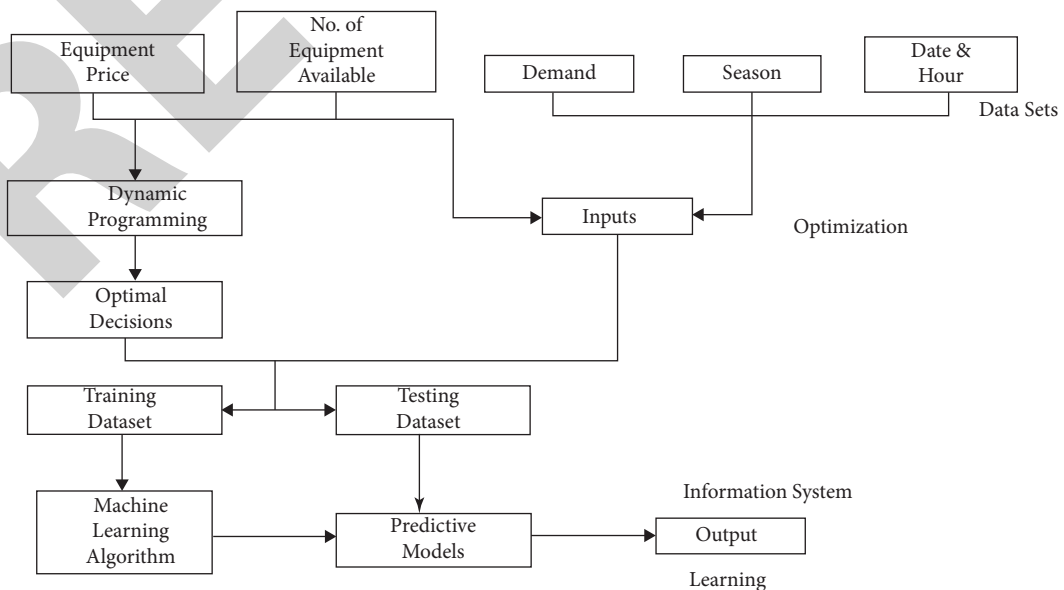 Equipment
Price
No. of
Equipment
Available
Demand
Season
Date &
Hour
Data Sets
Dynamic
Programming
Inputs
Optimization
Optimal
Decisions
Training
Dataset
Testing
Dataset
Machine
Learning
Algorithm
Predictive
Models
Information System
Output
Learning